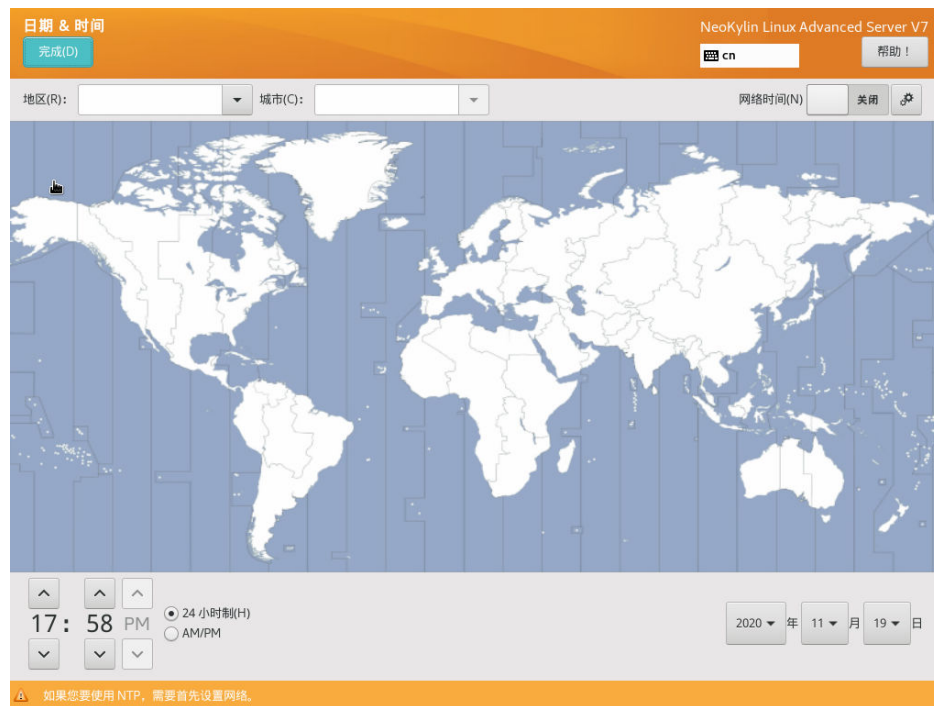 日期 & 时间
NeoKylin Linux Advanced Server V7
完成(D)
cn
帮助！
地区(R):
城市(C):
网络时间(N)
关闭
17: 58 PM
24 小时制(H)
AM/PM
2020 年 11 月 19 日
如果您要使用 NTP，需要首先设置网络。